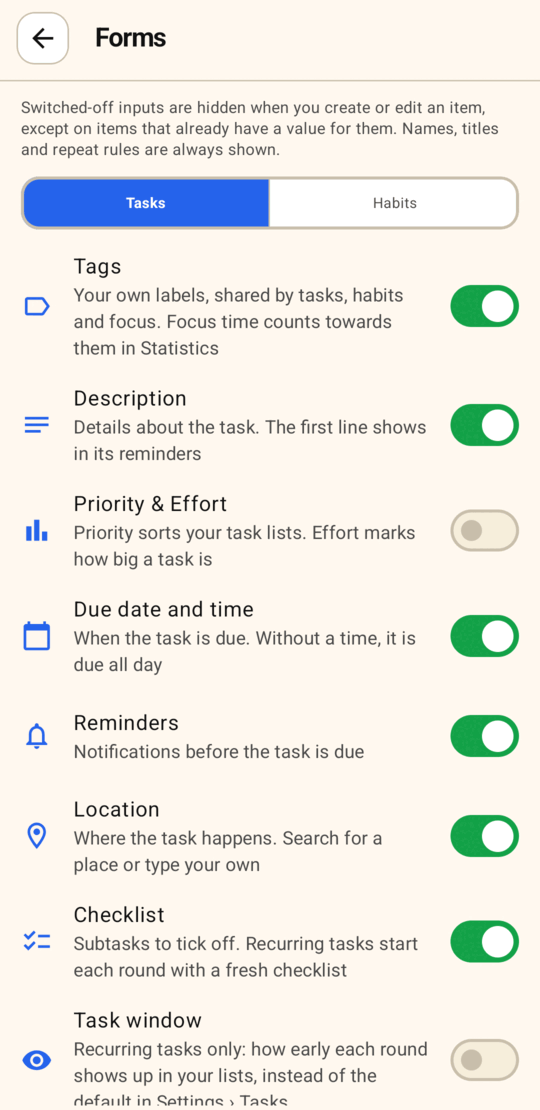 Forms
Switched-off inputs are hidden when you create or edit an item,
except on items that already have a value for them. Names, titles
and repeat rules are always shown.
Tasks
Habits
Tags
Your own labels, shared by tasks, habits
and focus. Focus time counts towards
them in Statistics
Description
Details about the task. The first line shows
in its reminders
Priority & Effort
Priority sorts your task lists. Effort marks
how big a task is
Due date and time
When the task is due. Without a time, it is
due all day
Reminders
Notifications before the task is due
Location
Where the task happens. Search for a
place or type your own
Checklist
Subtasks to tick off. Recurring tasks start
each round with a fresh checklist
Task window
Recurring tasks only: how early each round
shows up in your lists, instead of the
default in Settings › Tasks